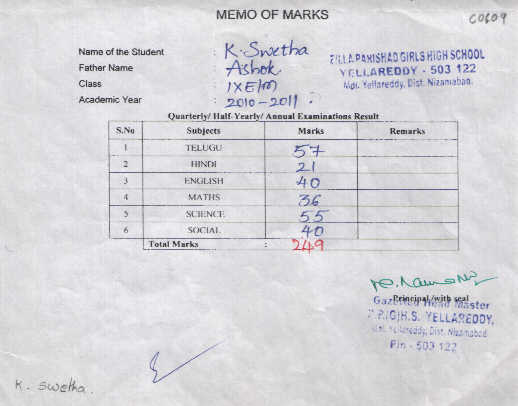 MEMO OF MARKS
C0609
Name of the Student : K. Swetha
Father Name : Ashok
Class : IX E/M
Academic Year : 2010-2011.
ZILLA PARISHAD GIRLS HIGH SCHOOL
YELLAREDDY - 503 122
Mpl. Yellareddy, Dist. Nizamabad.
Quarterly/ Half-Yearly/ Annual Examinations Result
S.No Subjects Marks Remarks
1 TELUGU 57
2 HINDI 21
3 ENGLISH 40
4 MATHS 36
5 SCIENCE 55
6 SOCIAL 40
Total Marks : 249
Principal/with seal
Gazetted Head Master
Z.P.(G)H.S. YELLAREDDY,
Mpl. Yellareddy, Dist. Nizamabad
Pin - 503 122
K. Swetha.